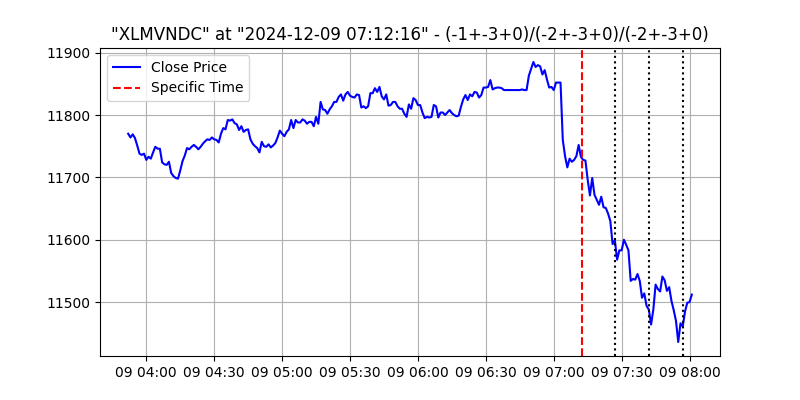 "XLMVNDC" at "2024-12-09 07:12:16" - (-1+-3+0)/(-2+-3+0)/(-2+-3+0)
Close Price
Specific Time
11900
11800
11700
11600
11500
09 04:00 09 04:30 09 05:00 09 05:30 09 06:00 09 06:30 09 07:00 09 07:30 09 08:00